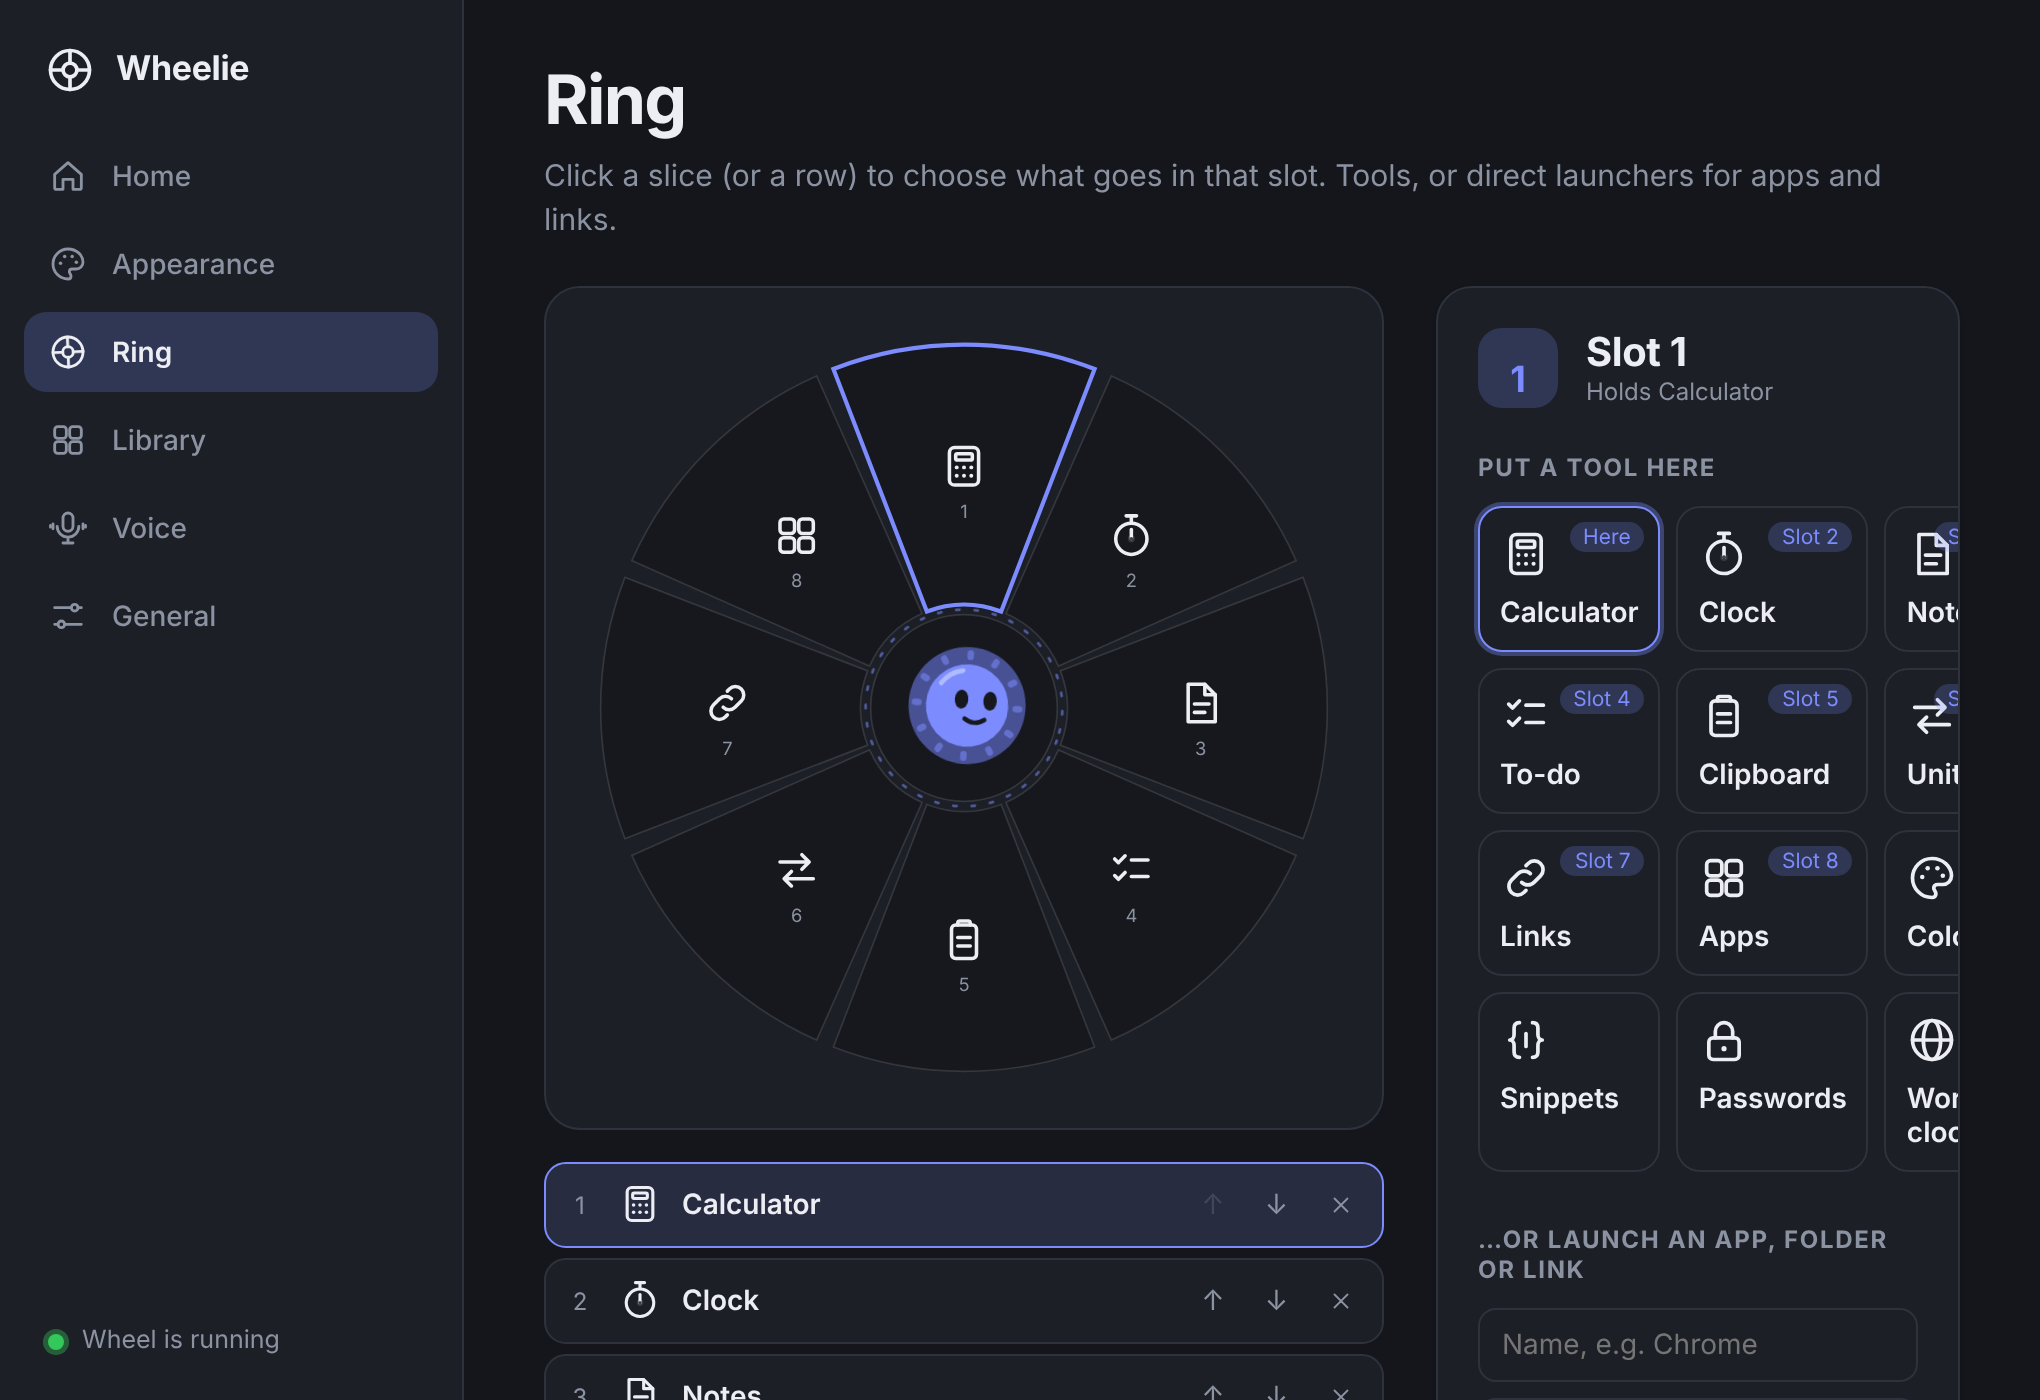 Wheelie
Home
Appearance
Ring
Library
Voice
General
Wheel is running
Ring
Click a slice (or a row) to choose what goes in that slot. Tools, or direct launchers for apps and
links.
1
2
3
4
5
6
7
8
1 Calculator
2 Clock
3 Notes
1
Slot 1
Holds Calculator
PUT A TOOL HERE
Here
Calculator
Slot 2
Clock
Slot 4
To-do
Slot 5
Clipboard
Slot 7
Links
Slot 8
Apps
Snippets
Passwords
...OR LAUNCH AN APP, FOLDER
OR LINK
Name, e.g. Chrome